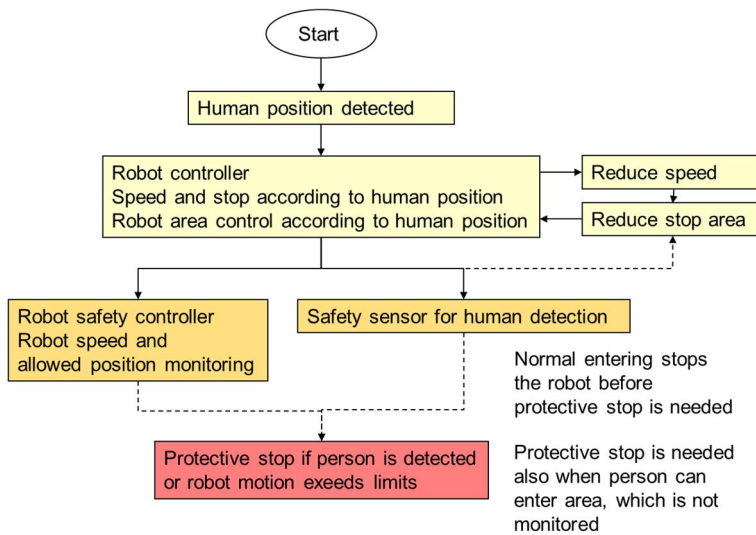 Start
Human position detected
Robot controller
Speed and stop according to human position
Robot area control according to human position
Reduce speed
Reduce stop area
Robot safety controller
Robot speed and
allowed position monitoring
Safety sensor for human detection
Normal entering stops
the robot before
protective stop is needed
Protective stop if person is detected
or robot motion exeeds limits
Protective stop is needed
also when person can
enter area, which is not
monitored